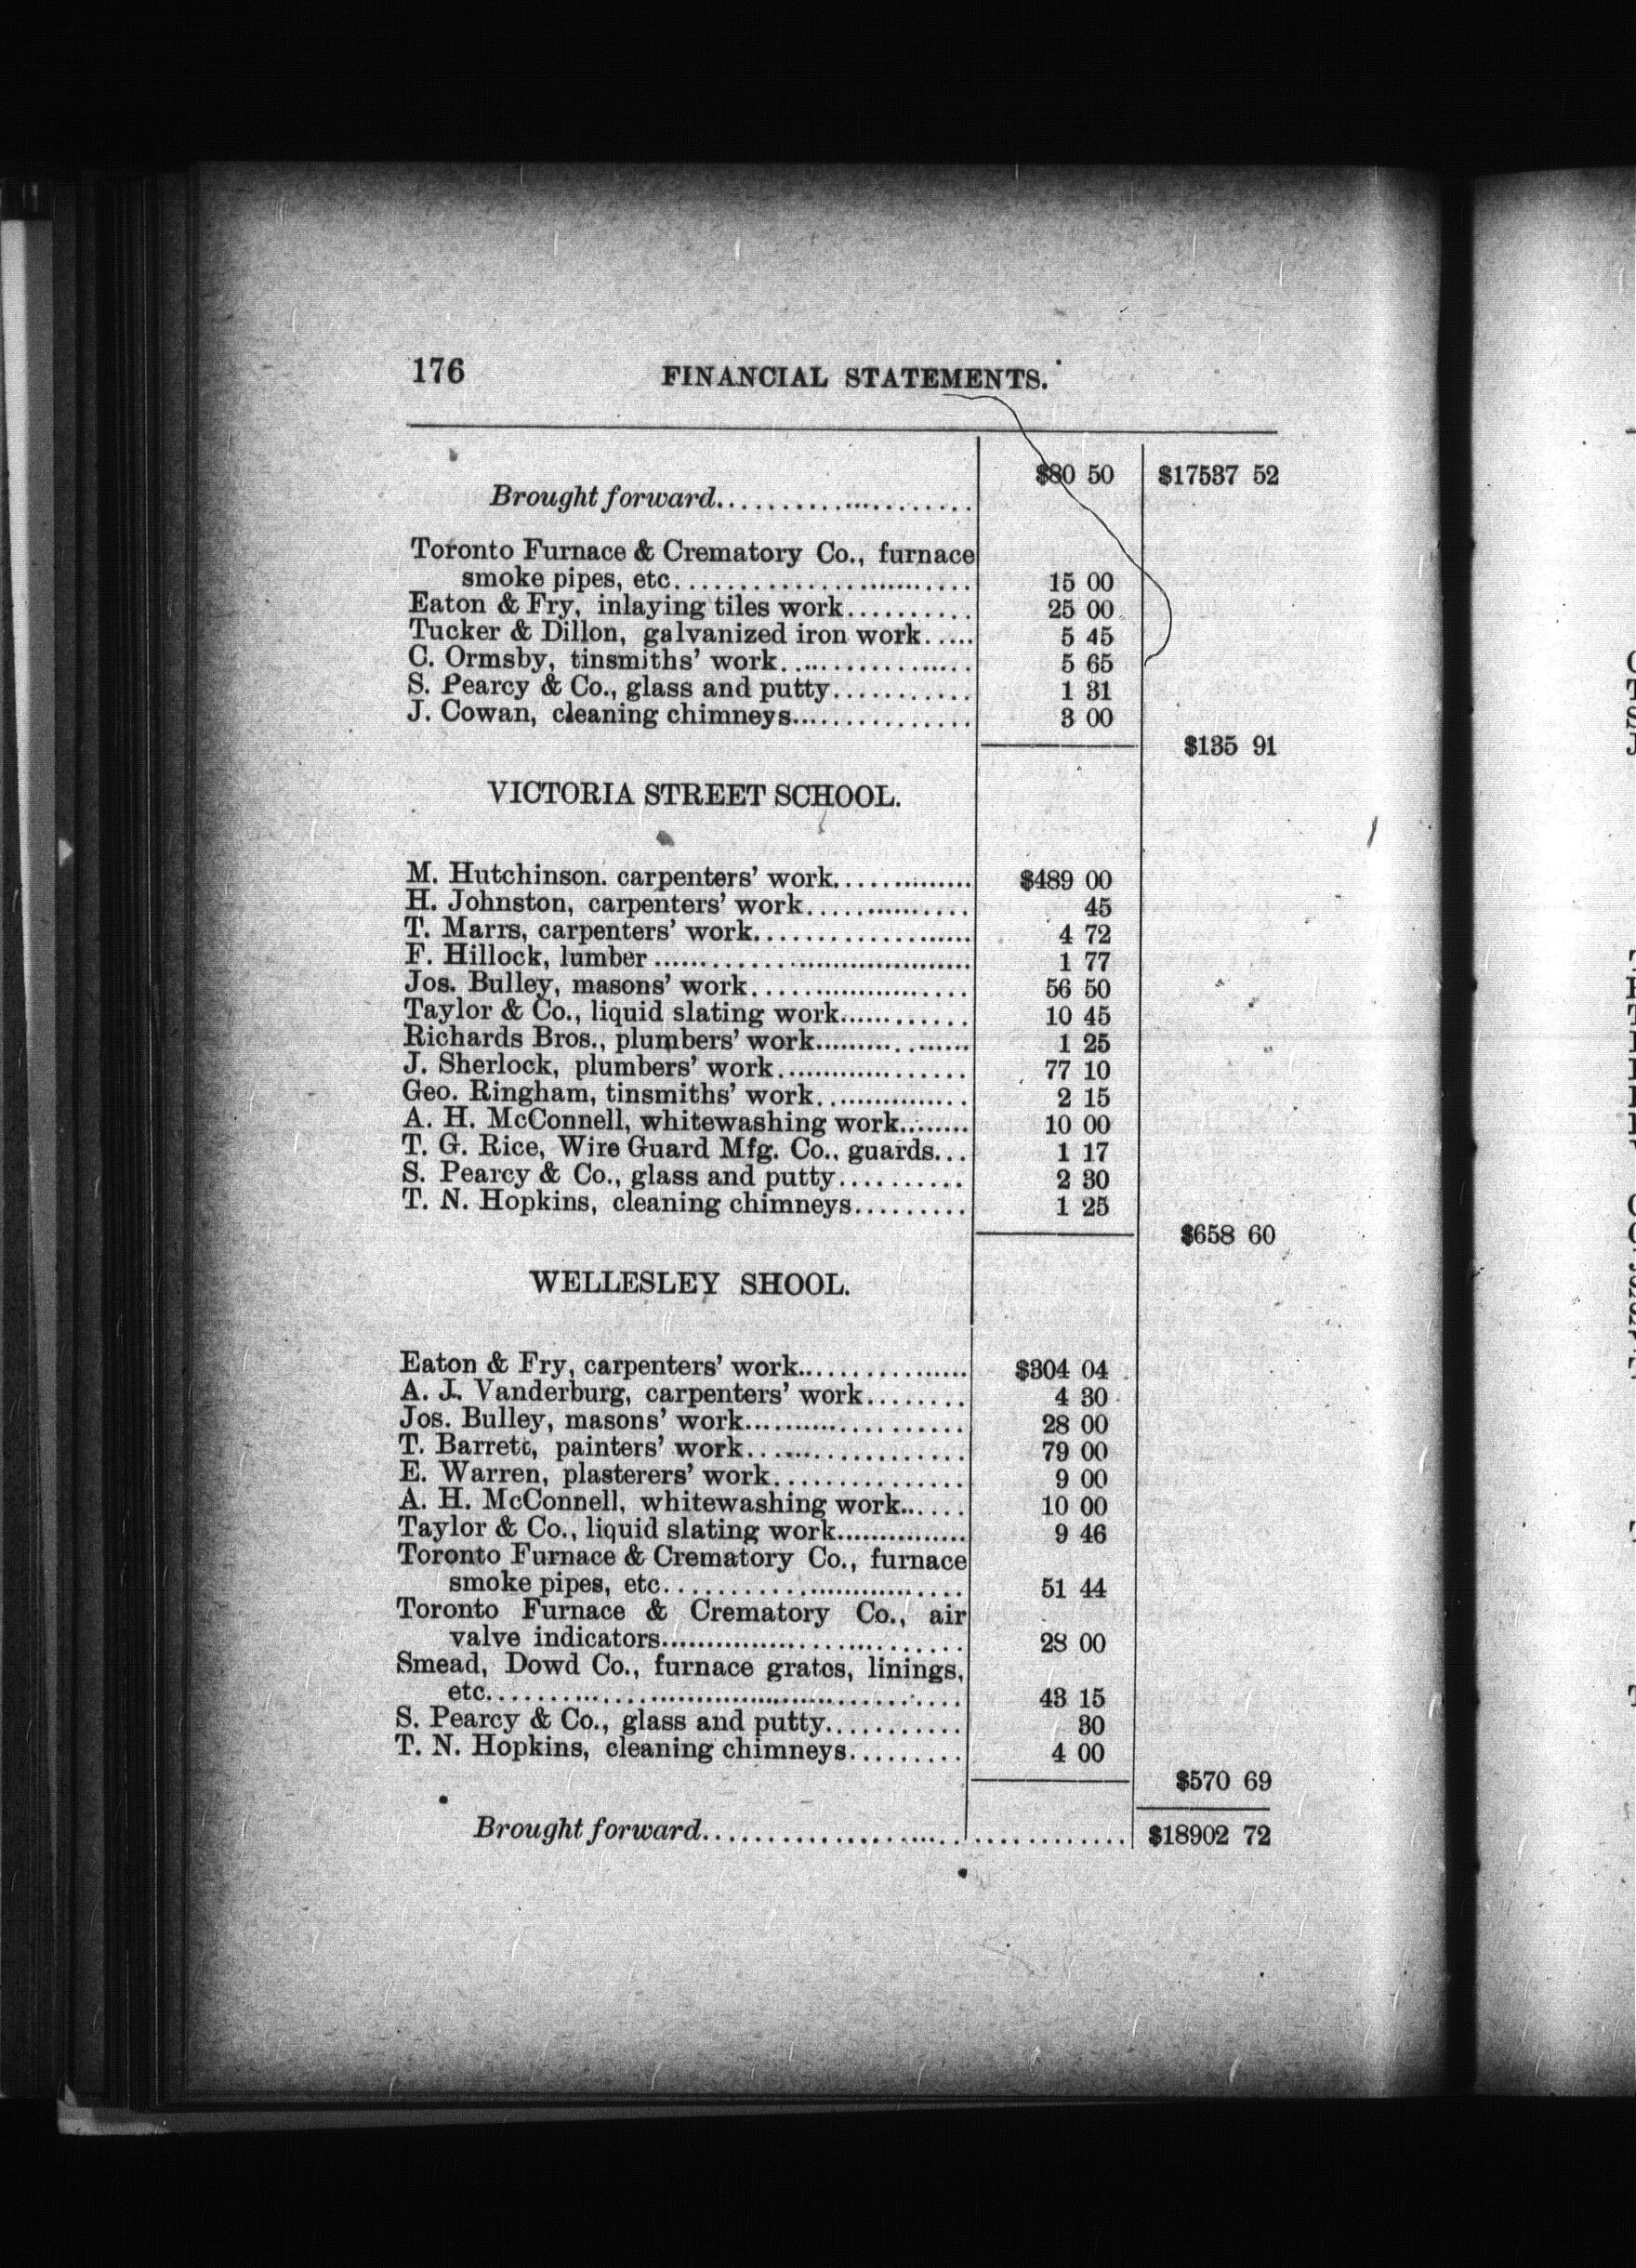 176 FINANCIAL STATEMENTS.
$80 50 $17537 52
Brought forward
Toronto Furnace & Crematory Co., furnace
smoke pipes, etc. 15 00
Eaton & Fry, inlaying tiles work 25 00
Tucker & Dillon, galvanized iron work 5 45
C. Ormsby, tinsmiths' work 5 65
S. Pearcy & Co., glass and putty 1 31
J. Cowan, cleaning chimneys 3 00
$135 91
VICTORIA STREET SCHOOL.
M. Hutchinson. carpenters' work $489 00
H. Johnston, carpenters' work 45
T. Marrs, carpenters' work 4 72
F. Hillock, lumber 1 77
Jos. Bulley, masons' work 56 50
Taylor & Co., liquid slating work 10 45
Richards Bros., plumbers' work 1 25
J. Sherlock, plumbers' work 77 10
Geo. Ringham, tinsmiths' work 2 15
A. H. McConnell, whitewashing work 10 00
T. G. Rice, Wire Guard Mfg. Co., guards 1 17
S. Pearcy & Co., glass and putty 2 30
T. N. Hopkins, cleaning chimneys 1 25
$658 60
WELLESLEY SHOOL.
Eaton & Fry, carpenters' work $304 04
A. J. Vanderburg, carpenters' work 4 30
Jos. Bulley, masons' work 28 00
T. Barrett, painters' work 79 00
E. Warren, plasterers' work 9 00
A. H. McConnell, whitewashing work 10 00
Taylor & Co., liquid slating work 9 46
Toronto Furnace & Crematory Co., furnace
smoke pipes, etc. 51 44
Toronto Furnace & Crematory Co., air
valve indicators 28 00
Smead, Dowd Co., furnace grates, linings,
etc. 43 15
S. Pearcy & Co., glass and putty 30
T. N. Hopkins, cleaning chimneys 4 00
$570 69
Brought forward $18902 72